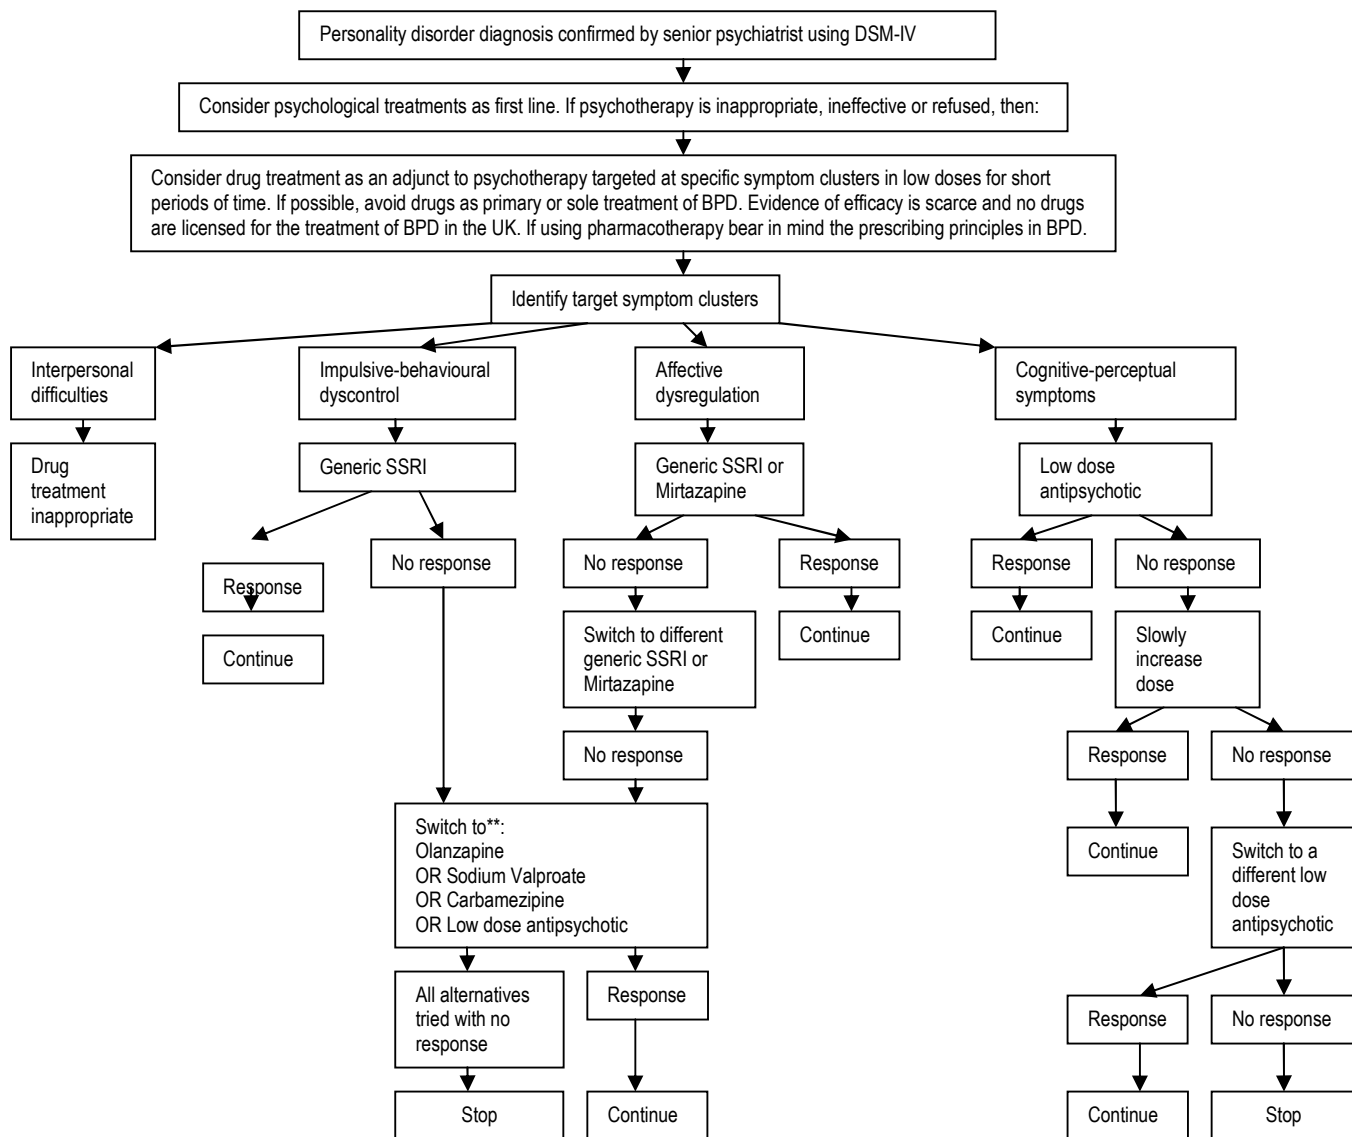 Personality disorder diagnosis confirmed by senior psychiatrist using DSM-IV
Consider psychological treatments as first line. If psychotherapy is inappropriate, ineffective or refused, then:
Consider drug treatment as an adjunct to psychotherapy targeted at specific symptom clusters in low doses for short
periods of time. If possible, avoid drugs as primary or sole treatment of BPD. Evidence of efficacy is scarce and no drugs
are licensed for the treatment of BPD in the UK. If using pharmacotherapy bear in mind the prescribing principles in BPD.
Identify target symptom clusters
Interpersonal
difficulties
Drug
treatment
inappropriate
Impulsive-behavioural
dyscontrol
Generic SSRI
Response
Continue
No response
Affective
dysregulation
Generic SSRI or
Mirtazapine
No response
Switch to different
generic SSRI or
Mirtazapine
No response
Response
Continue
Switch to**:
Olanzapine
OR Sodium Valproate
OR Carbamezipine
OR Low dose antipsychotic
All alternatives
tried with no
response
Stop
Response
Continue
Cognitive-perceptual
symptoms
Low dose
antipsychotic
Response
Continue
No response
Slowly
increase
dose
Response
Continue
No response
Switch to a
different low
dose
antipsychotic
Response
Continue
No response
Stop